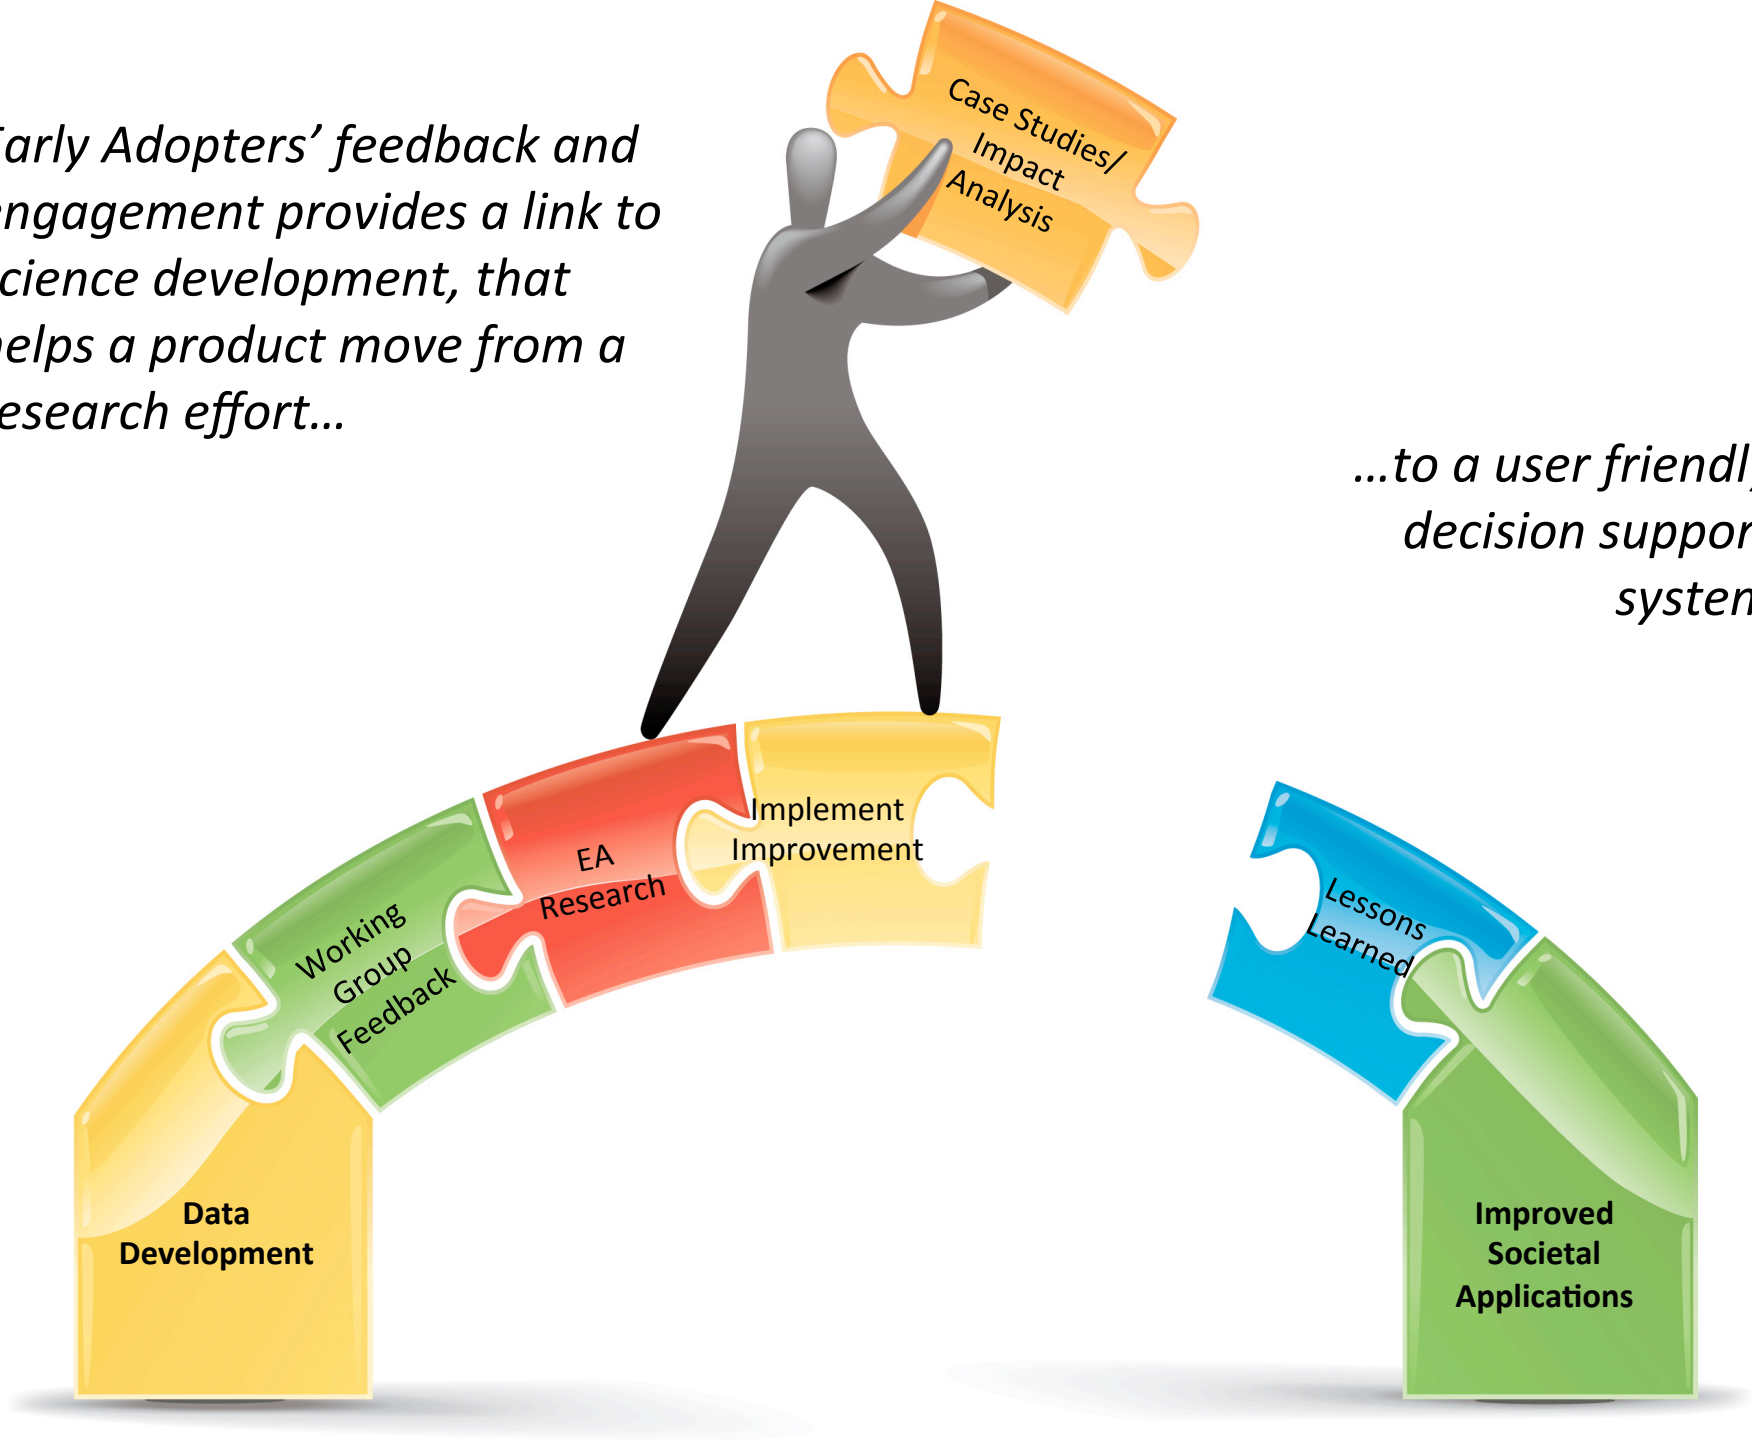 arly Adopters’ feedback and
ngagement provides a link to
cience development, that
elps a product move from a
esearch effort…
Case Studies/
Impact
Analysis
…to a user friendly
decision suppor
system
Implement
Improvement
EA
Research
Working
Group
Feedback
Lessons
Learned
Data
Development
Improved
Societal
Applications